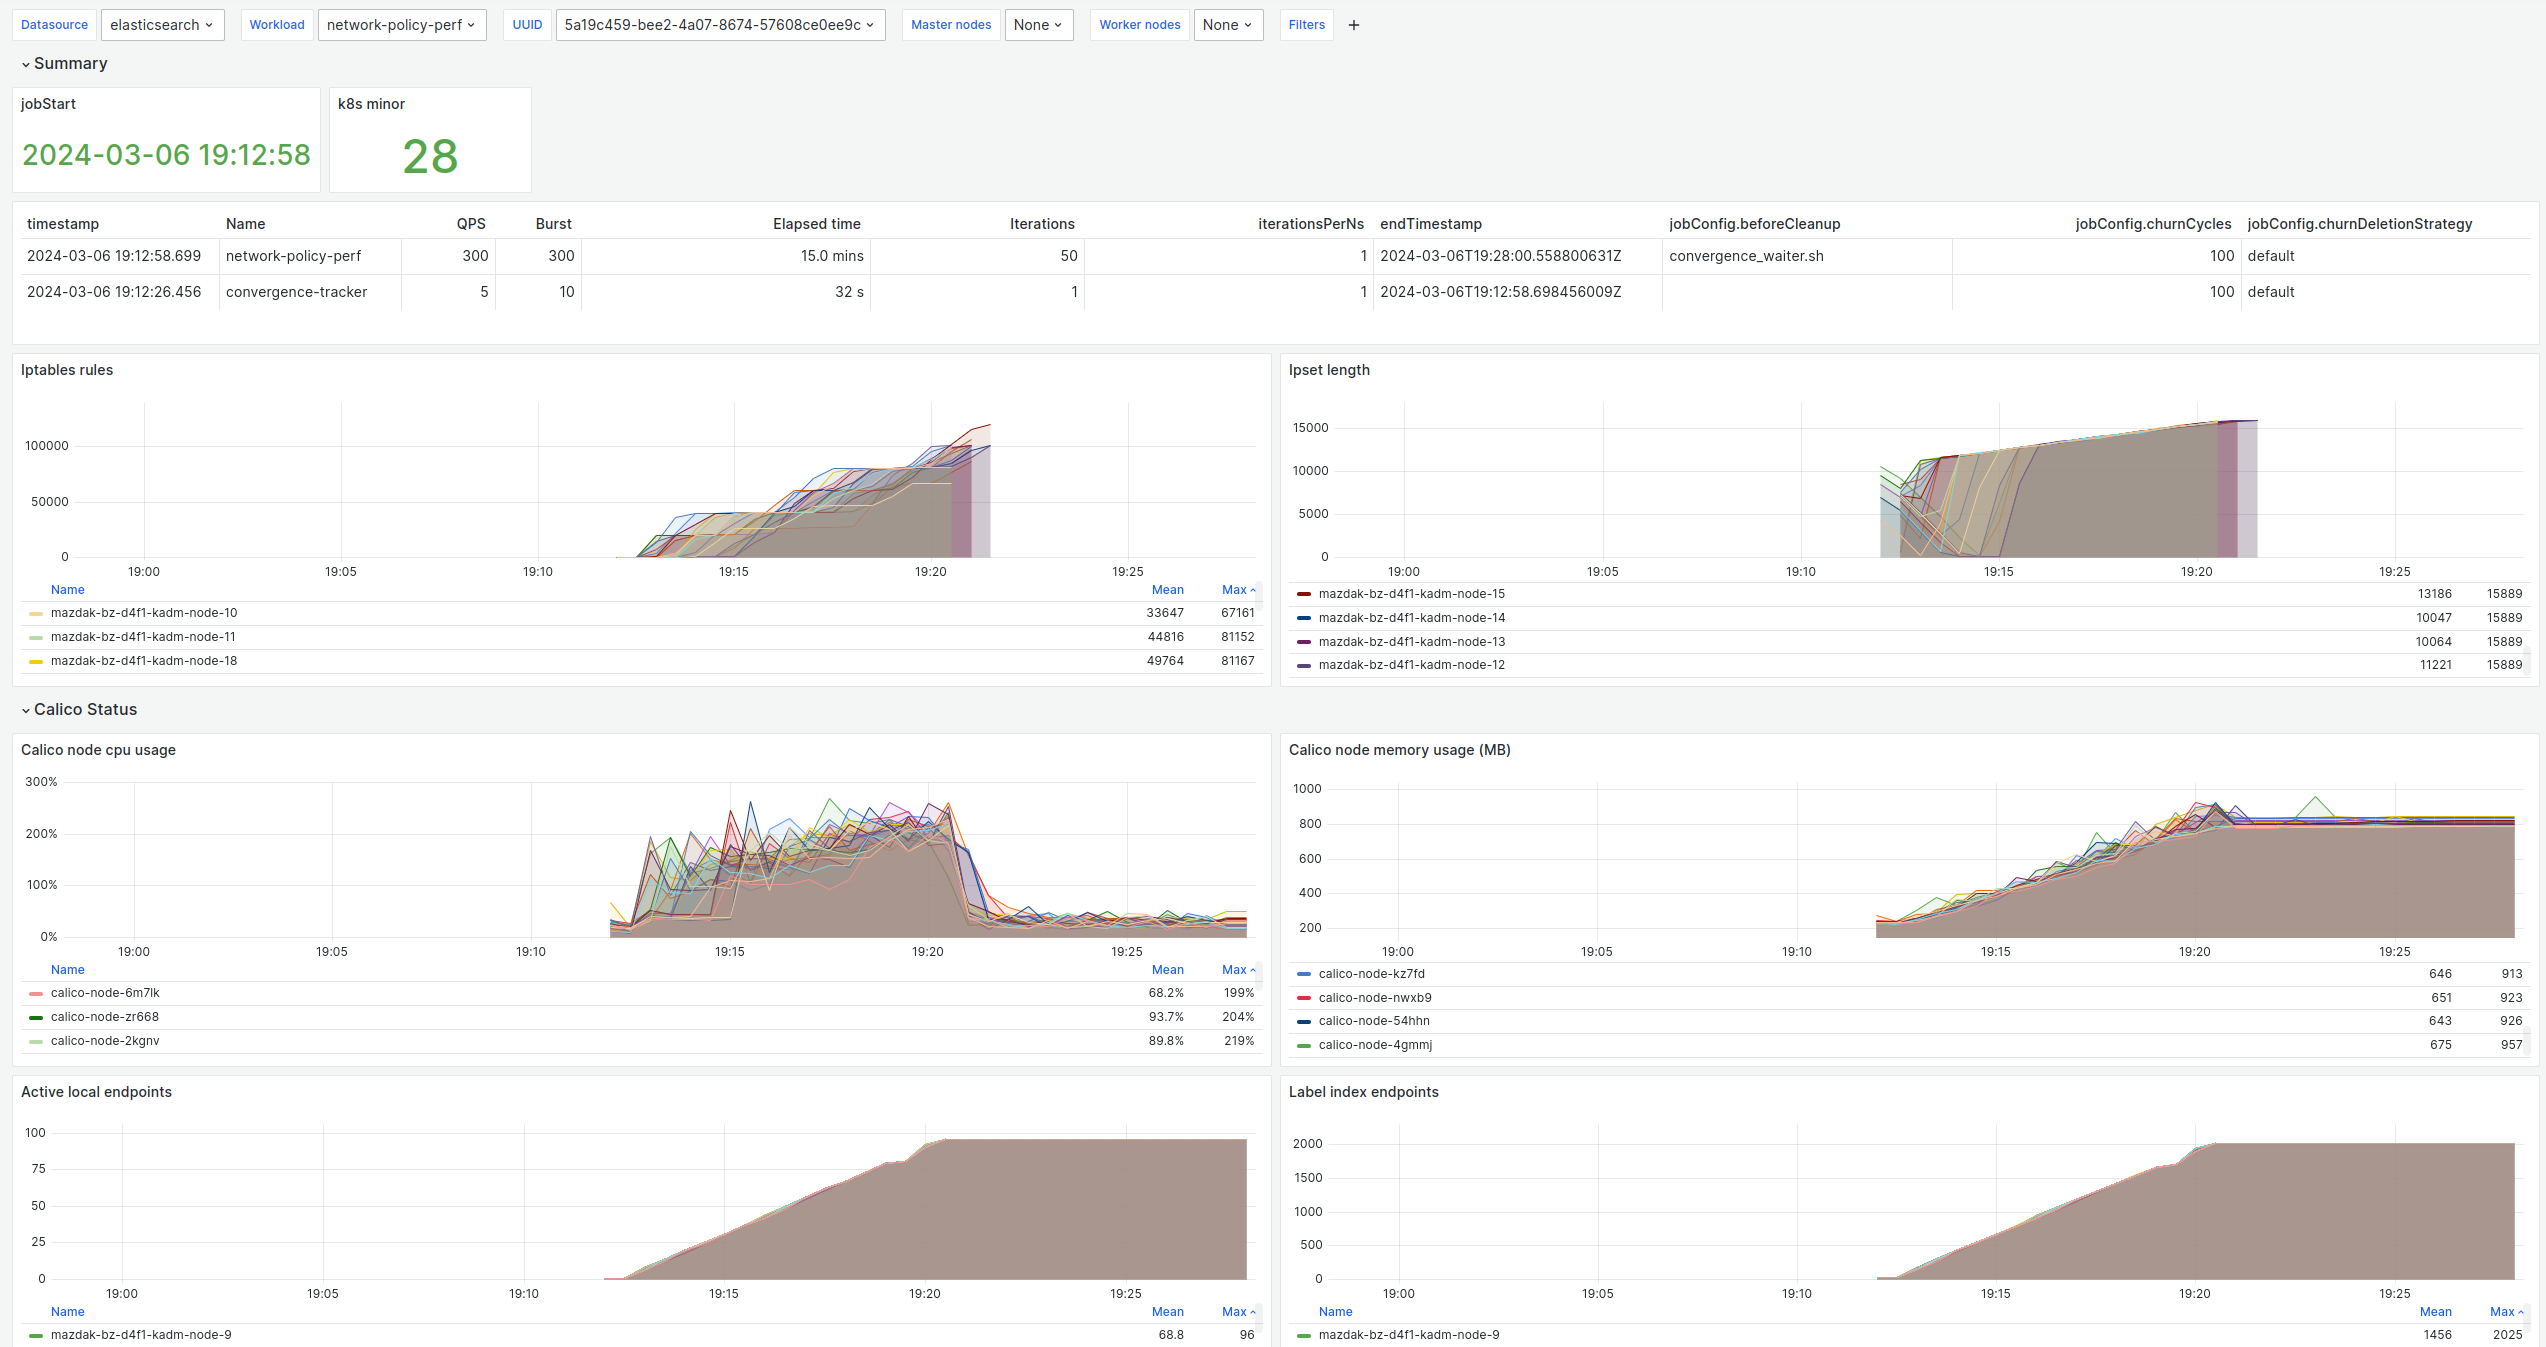 Datasource elasticsearch Workload network-policy-perf UUID 5a19c459-bee2-4a07-8674-57608ce0ee9c Master nodes None Worker nodes None Filters +
Summary
jobStart
2024-03-06 19:12:58
k8s minor
28
timestamp Name QPS Burst Elapsed time Iterations iterationsPerNs endTimestamp jobConfig.beforeCleanup jobConfig.churnCycles jobConfig.churnDeletionStrategy
2024-03-06 19:12:58.699 network-policy-perf 300 300 15.0 mins 50 1 2024-03-06T19:28:00.558800631Z convergence_waiter.sh 100 default
2024-03-06 19:12:26.456 convergence-tracker 5 10 32 s 1 1 2024-03-06T19:12:58.698456009Z 100 default
Iptables rules
100000
50000
0
19:00 19:05 19:10 19:15 19:20 19:25
Name Mean Max
mazdak-bz-d4f1-kadm-node-10 33647 67161
mazdak-bz-d4f1-kadm-node-11 44816 81152
mazdak-bz-d4f1-kadm-node-18 49764 81167
Ipset length
15000
10000
5000
0
19:00 19:05 19:10 19:15 19:20 19:25
mazdak-bz-d4f1-kadm-node-15 13186 15889
mazdak-bz-d4f1-kadm-node-14 10047 15889
mazdak-bz-d4f1-kadm-node-13 10064 15889
mazdak-bz-d4f1-kadm-node-12 11221 15889
Calico Status
Calico node cpu usage
300%
200%
100%
0%
19:00 19:05 19:10 19:15 19:20 19:25
Name Mean Max
calico-node-6m7lk 68.2% 199%
calico-node-zr668 93.7% 204%
calico-node-2kgnv 89.8% 219%
Calico node memory usage (MB)
1000
800
600
400
200
19:00 19:05 19:10 19:15 19:20 19:25
calico-node-kz7fd 646 913
calico-node-nwxb9 651 923
calico-node-54hhn 643 926
calico-node-4gmmj 675 957
Active local endpoints
100
75
50
25
0
19:00 19:05 19:10 19:15 19:20 19:25
Name Mean Max
mazdak-bz-d4f1-kadm-node-9 68.8 96
Label index endpoints
2000
1500
1000
500
0
19:00 19:05 19:10 19:15 19:20 19:25
Name Mean Max
mazdak-bz-d4f1-kadm-node-9 1456 2025